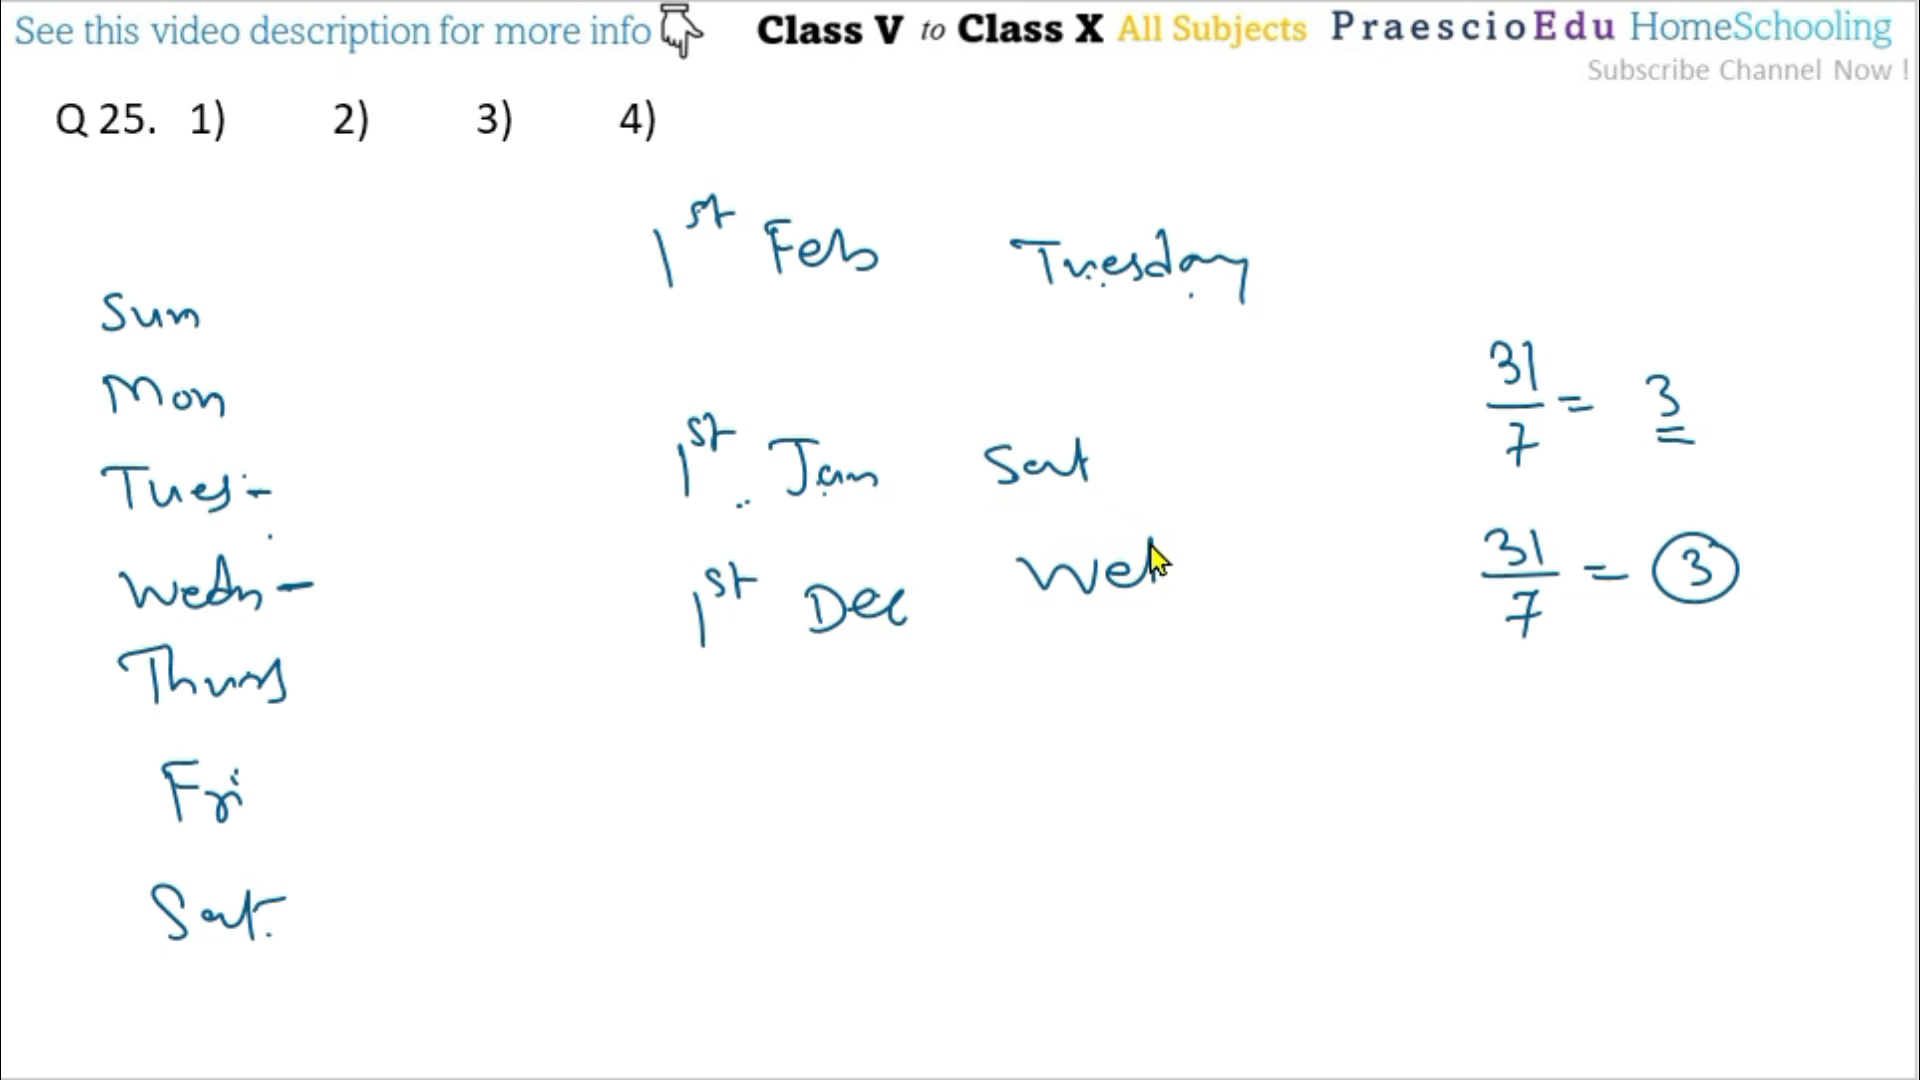 See this video description for more info Class V to Class X All Subjects PraescioEdu HomeSchooling
Subscribe Channel Now !
Q 25. 1) 2) 3) 4)
1st Feb Tuesday
Sun
Mon
Tues
Wedn
Thurs
Fri
Sat.
1st Jan Sat
1st Dec Wed
31/7 = 3
31/7 = 3